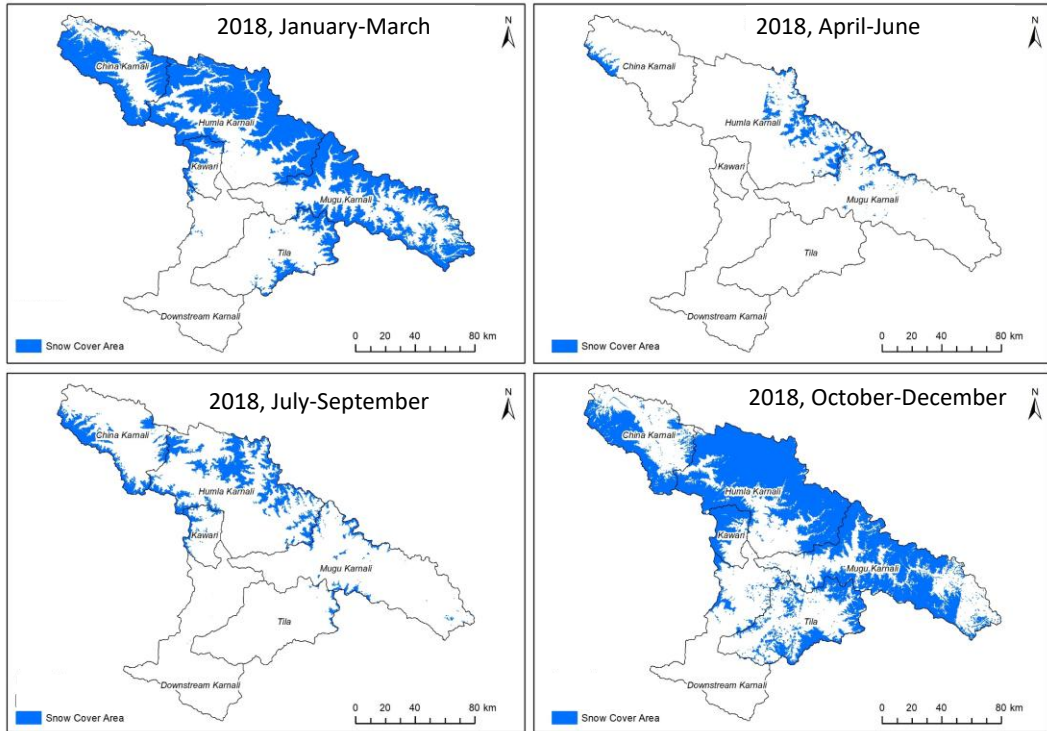 2018, January-March
N
China Karnali
Humla Karnali
Kawari
Mugu Karnali
Tila
Downstream Karnali
0 20 40 80 km
Snow Cover Area
2018, April-June
N
China Karnali
Humla Karnali
Kawari
Mugu Karnali
Tila
Downstream Karnali
0 20 40 80 km
Snow Cover Area
2018, July-September
N
China Karnali
Humla Karnali
Kawari
Mugu Karnali
Tila
Downstream Karnali
0 20 40 80 km
Snow Cover Area
2018, October-December
N
China Karnali
Humla Karnali
Kawari
Mugu Karnali
Tila
Downstream Karnali
0 20 40 80 km
Snow Cover Area